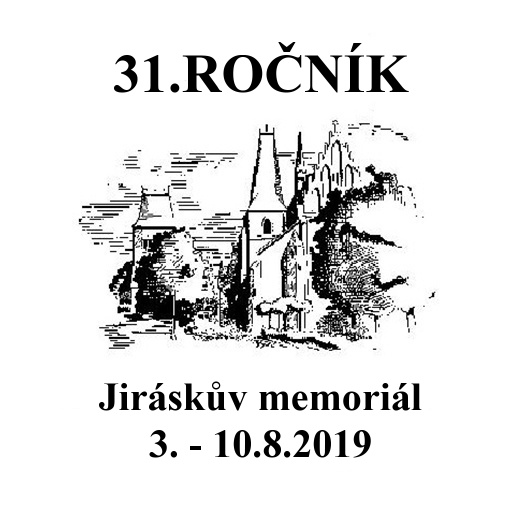 31.ROČNÍK
Jiráskův memoriál
3. - 10.8.2019